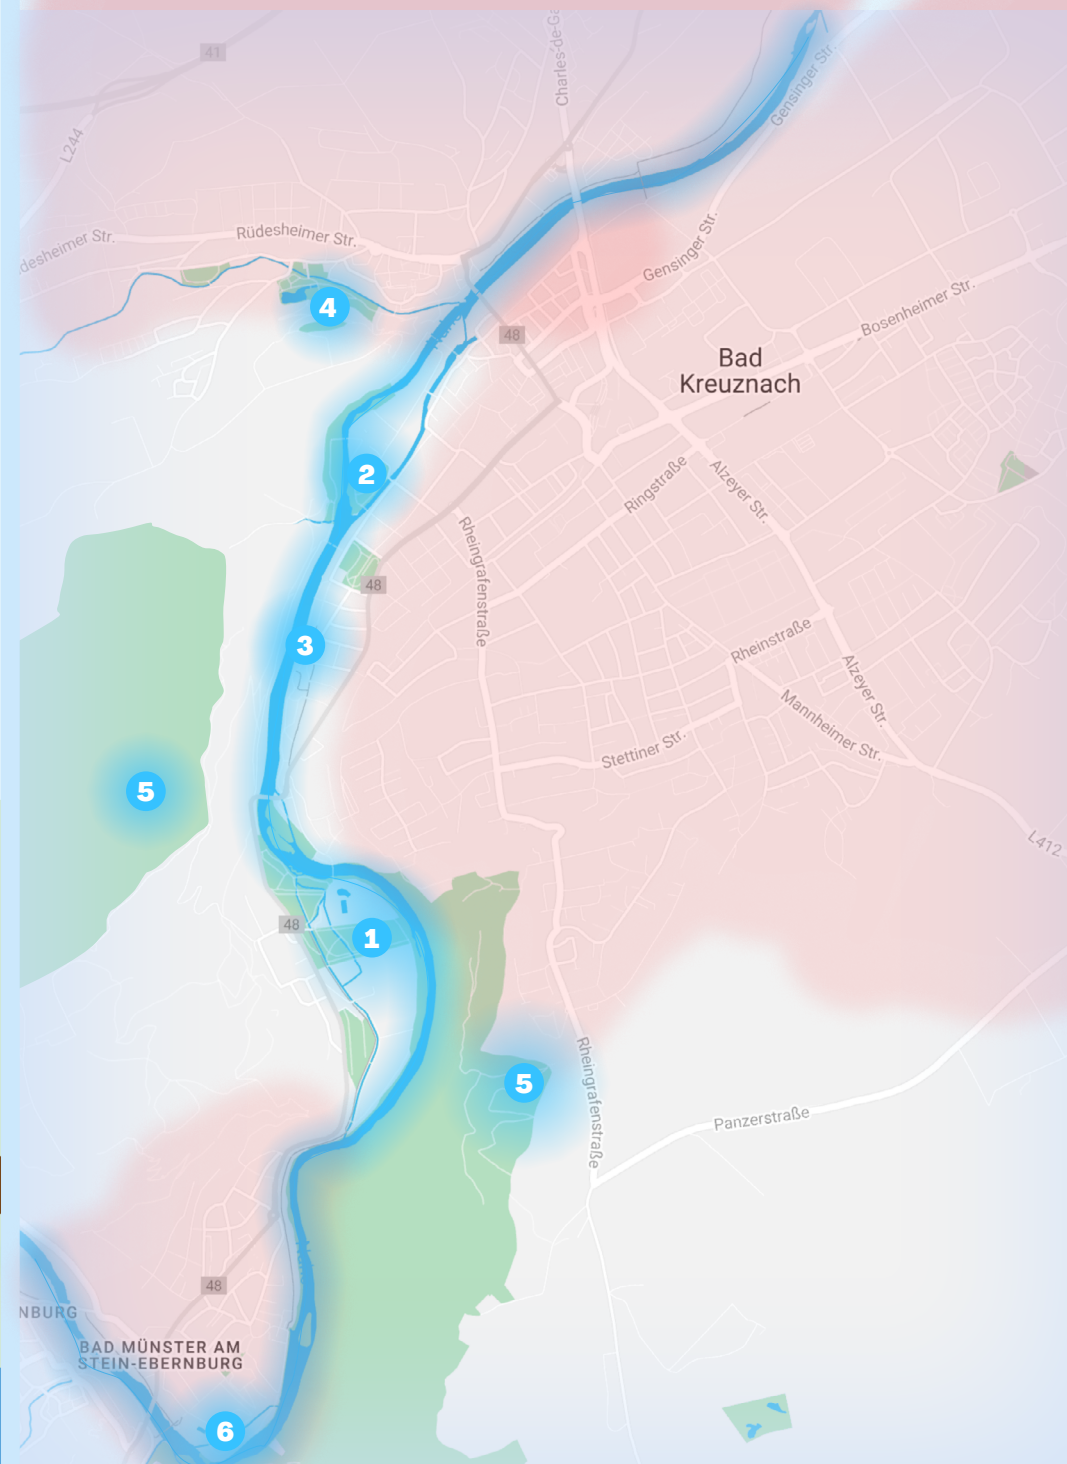 41
Charles-de-Ga
Gensinger Str.
L244
Rüdesheimer Str.
desheimer Str.
Gensinger Str.
4
48
Bosenheimer Str.
Bad
Kreuznach
2
Ringstraße
Alzeyer Str.
Rheingrafenstraße
48
3
Rheinstraße
Alzeyer Str.
Mannheimer Str.
Stettiner Str.
5
L412
48
1
5
Rheingrafenstraße
Panzerstraße
48
NBURG
BAD MÜNSTER AM
STEIN-EBERNBURG
6